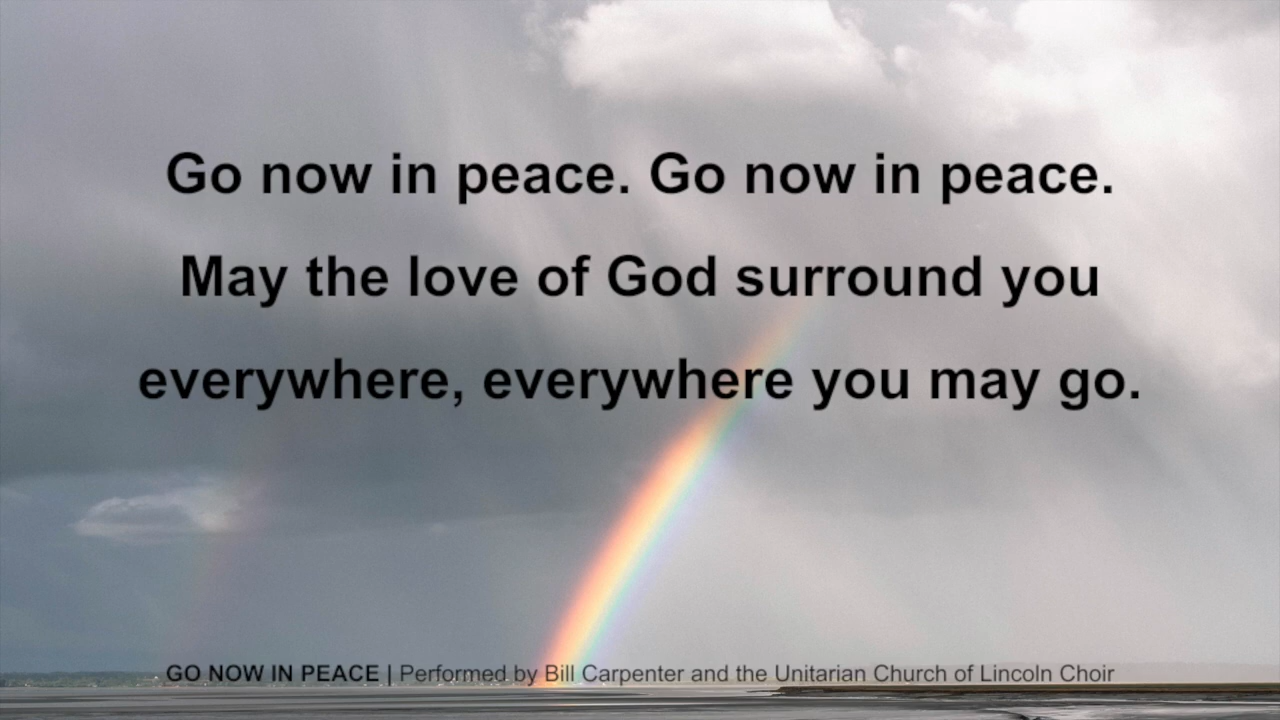 Go now in peace. Go now in peace.
May the love of God surround you
everywhere, everywhere you may go.
GO NOW IN PEACE | Performed by Bill Carpenter and the Unitarian Church of Lincoln Choir